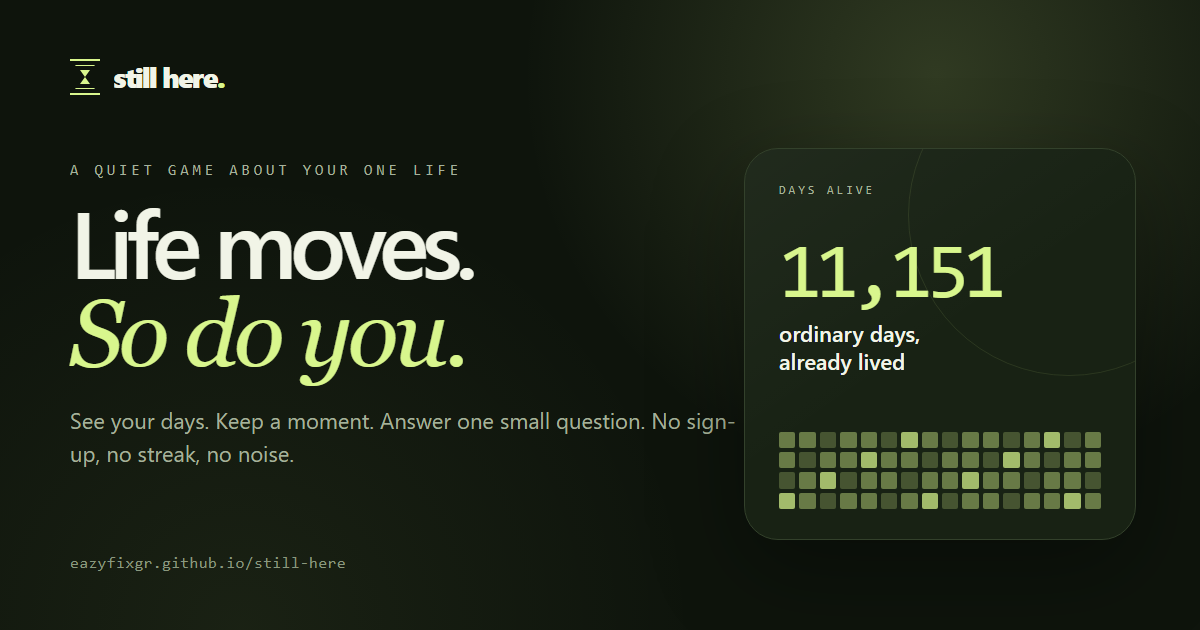 still here.
A QUIET GAME ABOUT YOUR ONE LIFE
Life moves.
So do you.
See your days. Keep a moment. Answer one small question. No sign-
up, no streak, no noise.
eazyfixgr.github.io/still-here
DAYS ALIVE
11,151
ordinary days,
already lived